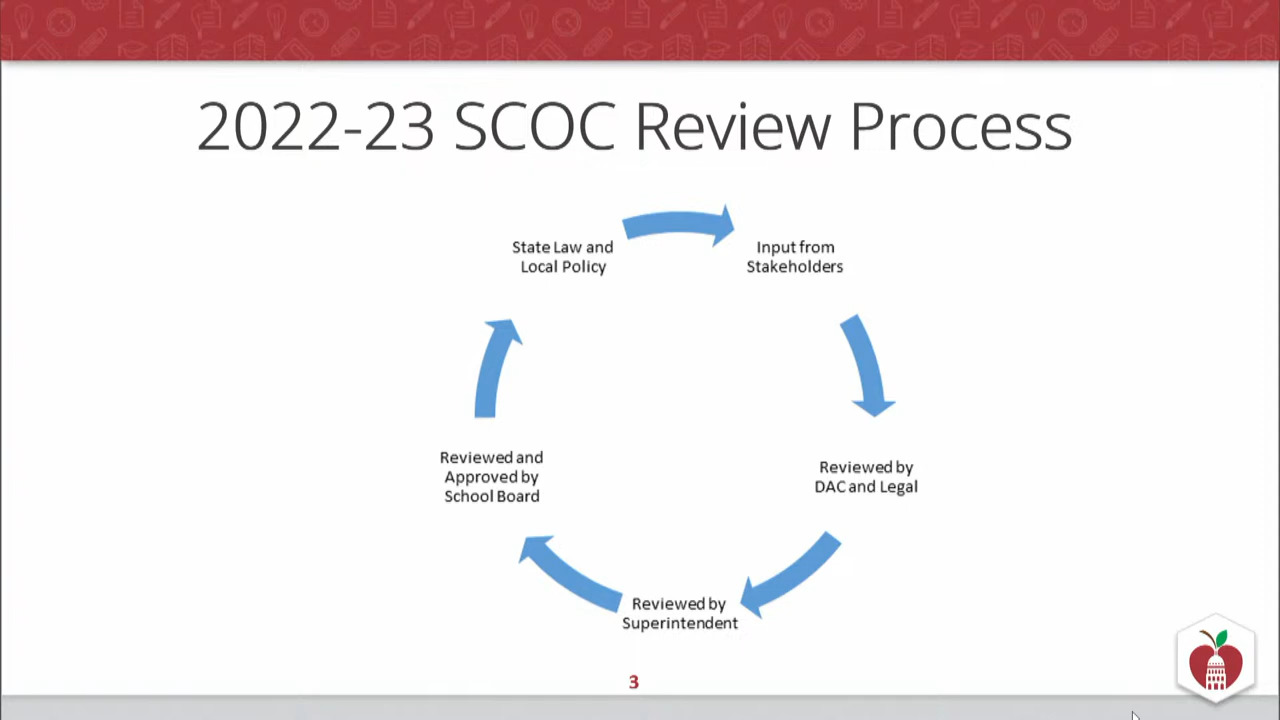 2022-23 SCOC Review Process
State Law and
Local Policy
Input from
Stakeholders
Reviewed by
DAC and Legal
Reviewed by
Superintendent
Reviewed and
Approved by
School Board
3